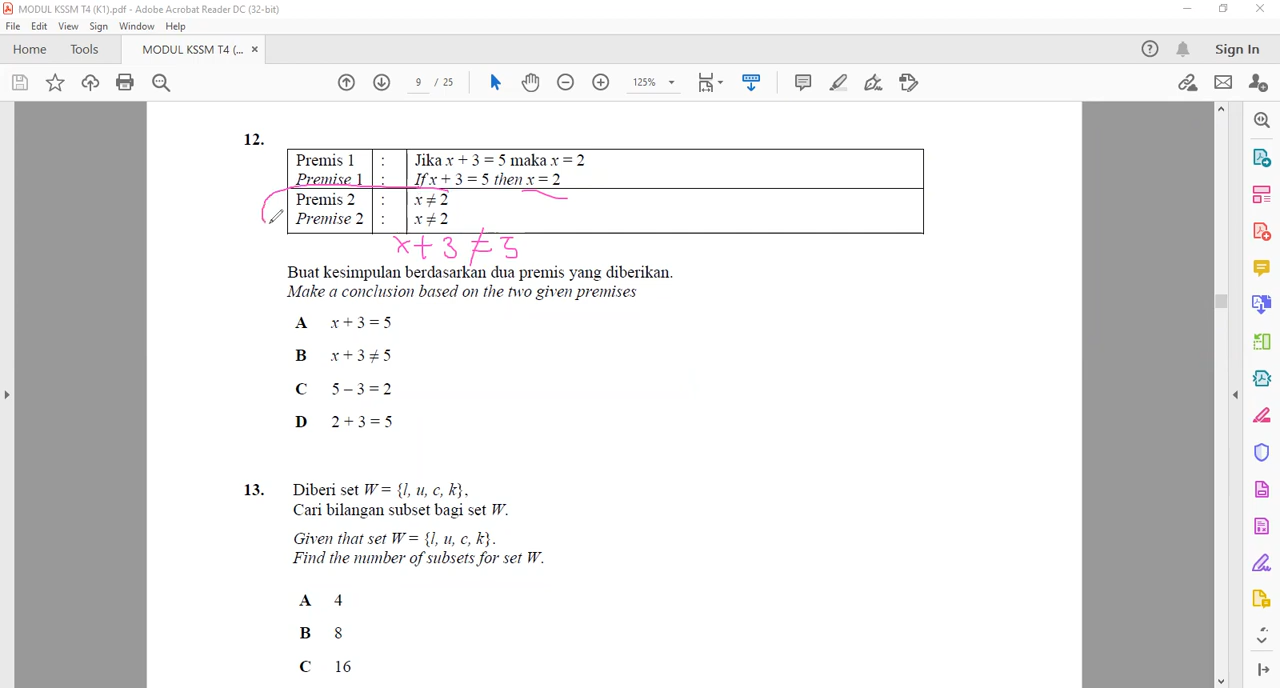 MODUL KSSM T4 (K1).pdf - Adobe Acrobat Reader DC (32-bit)
File Edit View Sign Window Help
Home Tools MODUL KSSM T4 (... × Sign In
9 / 25 125%
12.
Premis 1 : Jika x + 3 = 5 maka x = 2
Premise 1 : If x + 3 = 5 then x = 2
Premis 2 : x ≠ 2
Premise 2 : x ≠ 2
x + 3 ≠ 5
Buat kesimpulan berdasarkan dua premis yang diberikan.
Make a conclusion based on the two given premises
A x + 3 = 5
B x + 3 ≠ 5
C 5 – 3 = 2
D 2 + 3 = 5
13. Diberi set W = {l, u, c, k},
Cari bilangan subset bagi set W.
Given that set W = {l, u, c, k}.
Find the number of subsets for set W.
A 4
B 8
C 16